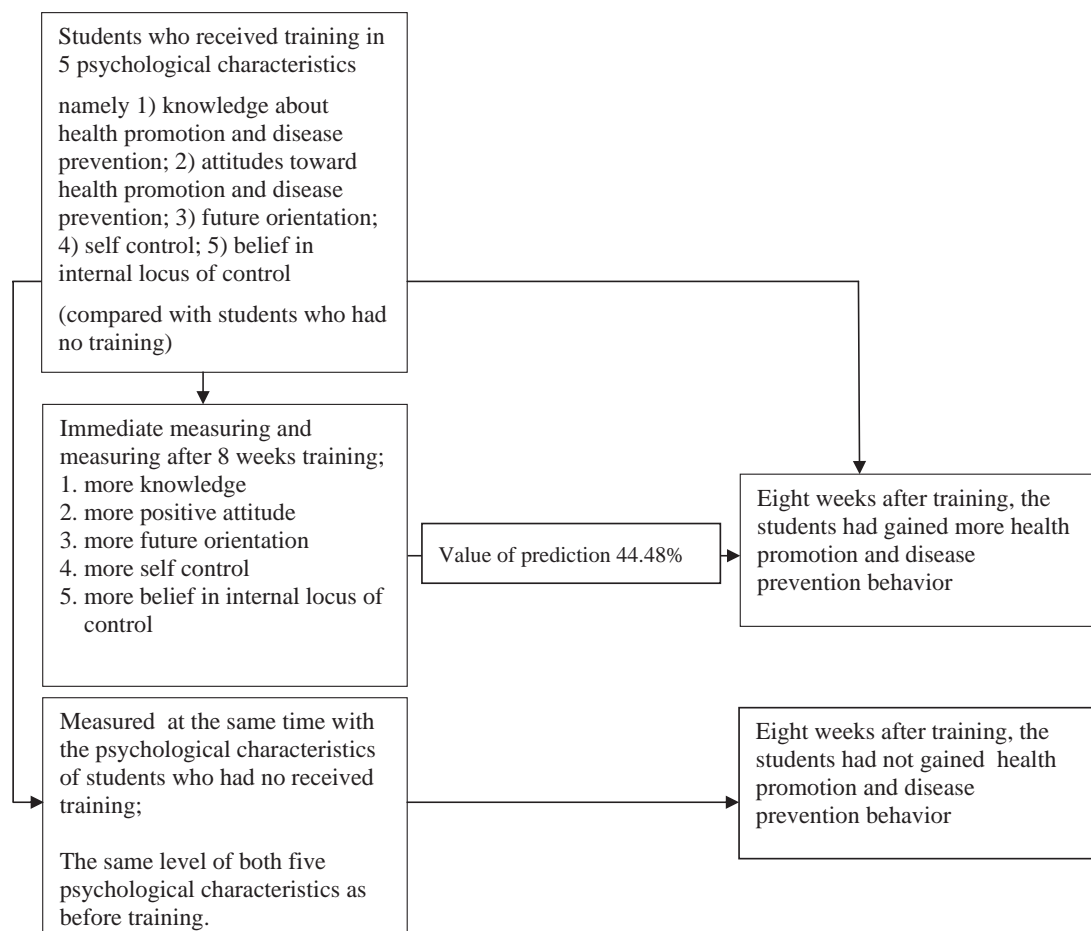 Students who received training in
5 psychological characteristics
namely 1) knowledge about
health promotion and disease
prevention; 2) attitudes toward
health promotion and disease
prevention; 3) future orientation;
4) self control; 5) belief in
internal locus of control
(compared with students who had
no training)
Immediate measuring and
measuring after 8 weeks training;
1. more knowledge
2. more positive attitude
3. more future orientation
4. more self control
5. more belief in internal locus of
control
Value of prediction 44.48%
Eight weeks after training, the
students had gained more health
promotion and disease
prevention behavior
Measured at the same time with
the psychological characteristics
of students who had no received
training;
The same level of both five
psychological characteristics as
before training.
Eight weeks after training, the
students had not gained health
promotion and disease
prevention behavior